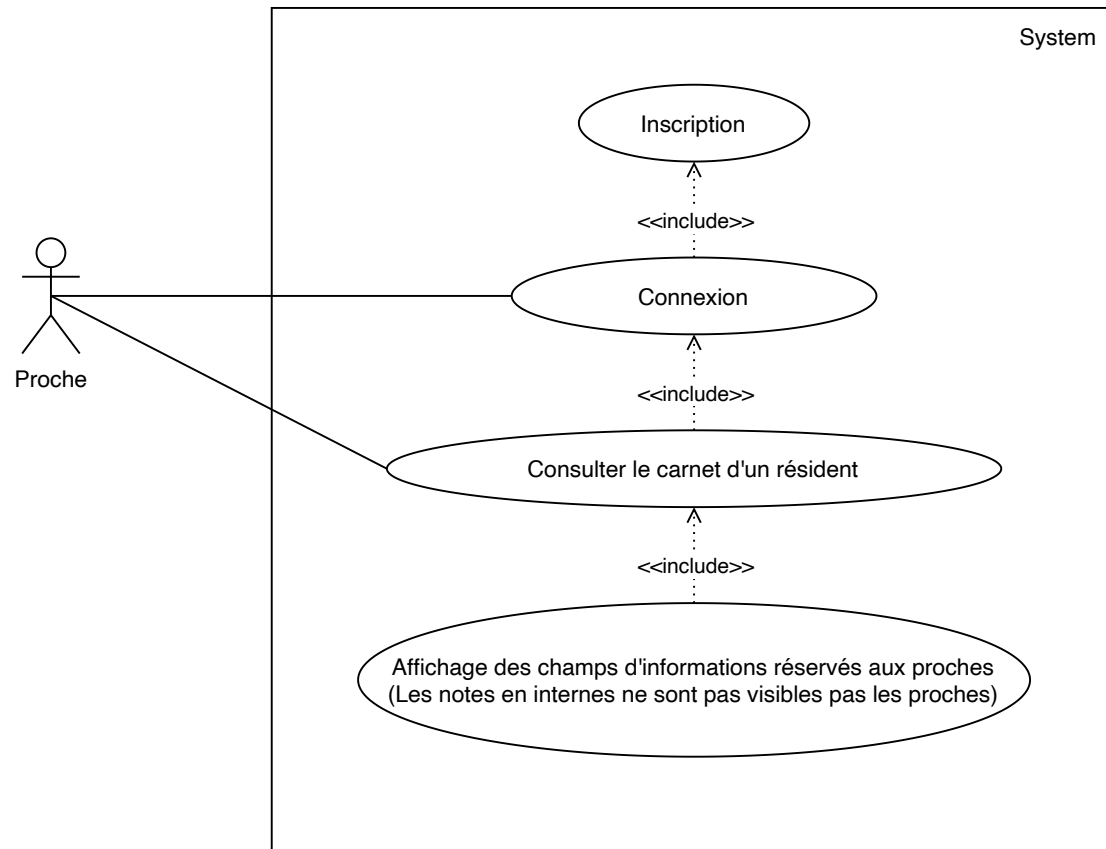 System
Inscription
<<include>>
Connexion
<<include>>
Proche
Consulter le carnet d'un résident
<<include>>
Affichage des champs d'informations réservés aux proches
(Les notes en internes ne sont pas visibles pas les proches)